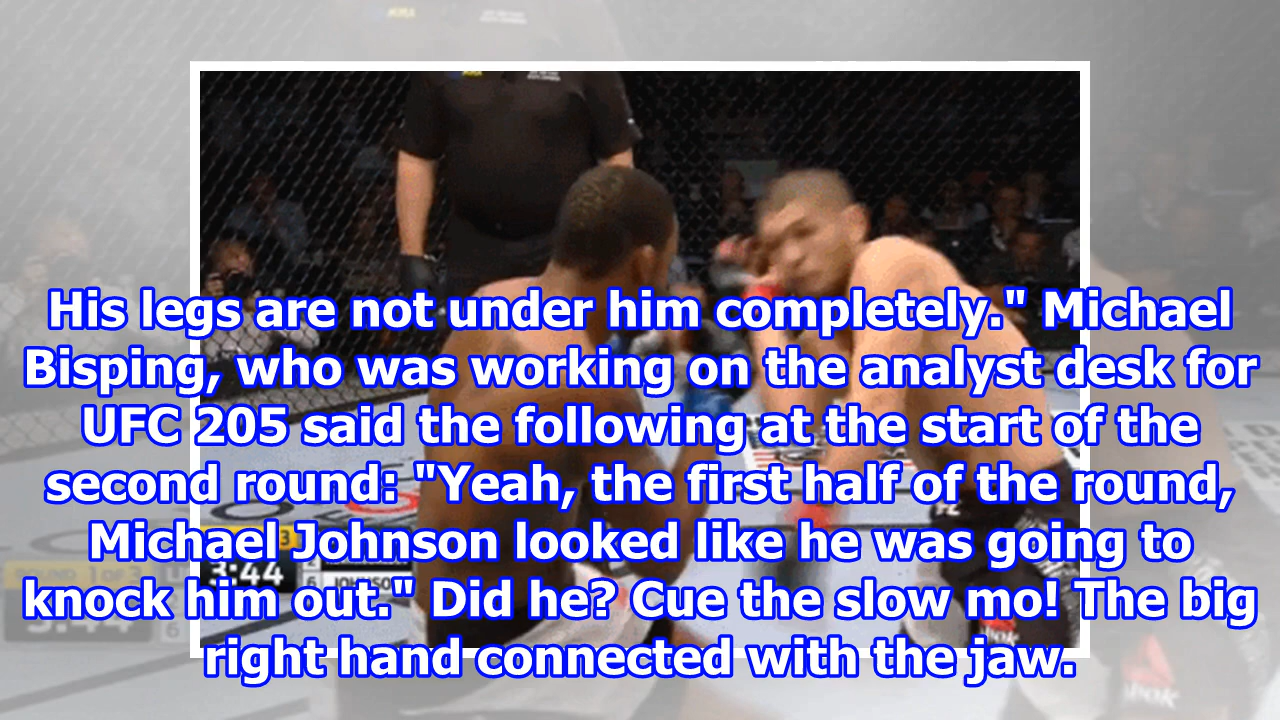 His legs are not under him completely." Michael
Bisping, who was working on the analyst desk for
UFC 205 said the following at the start of the
second round: "Yeah, the first half of the round,
Michael Johnson looked like he was going to
knock him out." Did he? Cue the slow mo! The big
right hand connected with the jaw.
3:44
JOHNSON